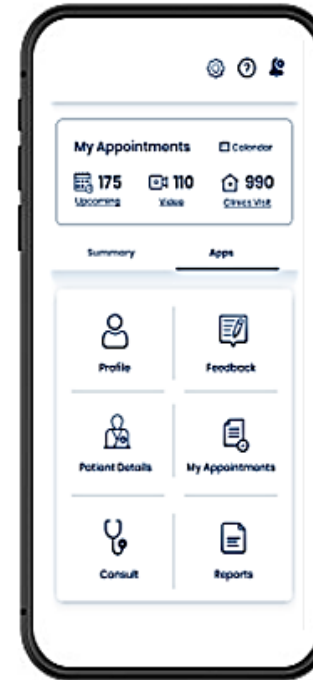 My Appointments Calendar
175 110 990
Upcoming Video Clinics Visit
Summary Apps
Profile Feedback
Patient Details My Appointments
Consult Reports